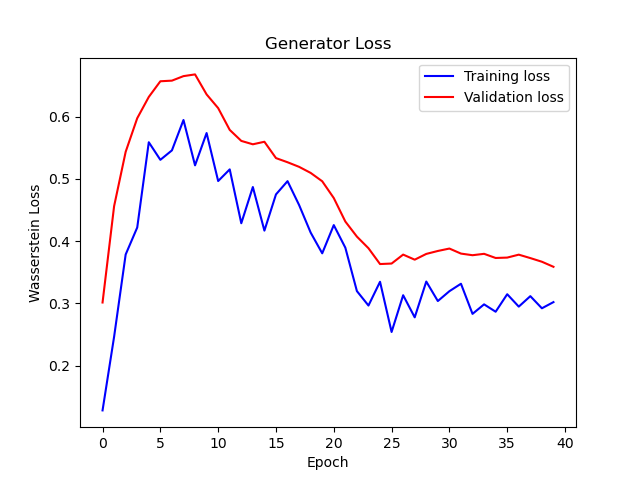 Generator Loss
Training loss
Validation loss
Wasserstein Loss
0.6
0.5
0.4
0.3
0.2
0 5 10 15 20 25 30 35 40
Epoch